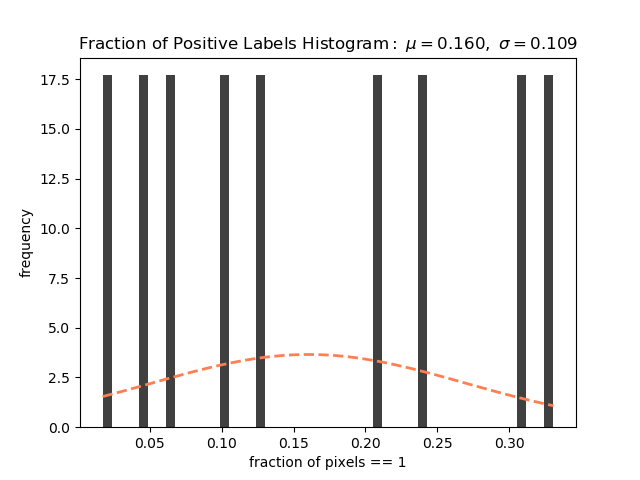 Fraction of Positive Labels Histogram : μ = 0.160, σ = 0.109
17.5
15.0
12.5
10.0
7.5
5.0
2.5
0.0
frequency
0.05 0.10 0.15 0.20 0.25 0.30
fraction of pixels == 1